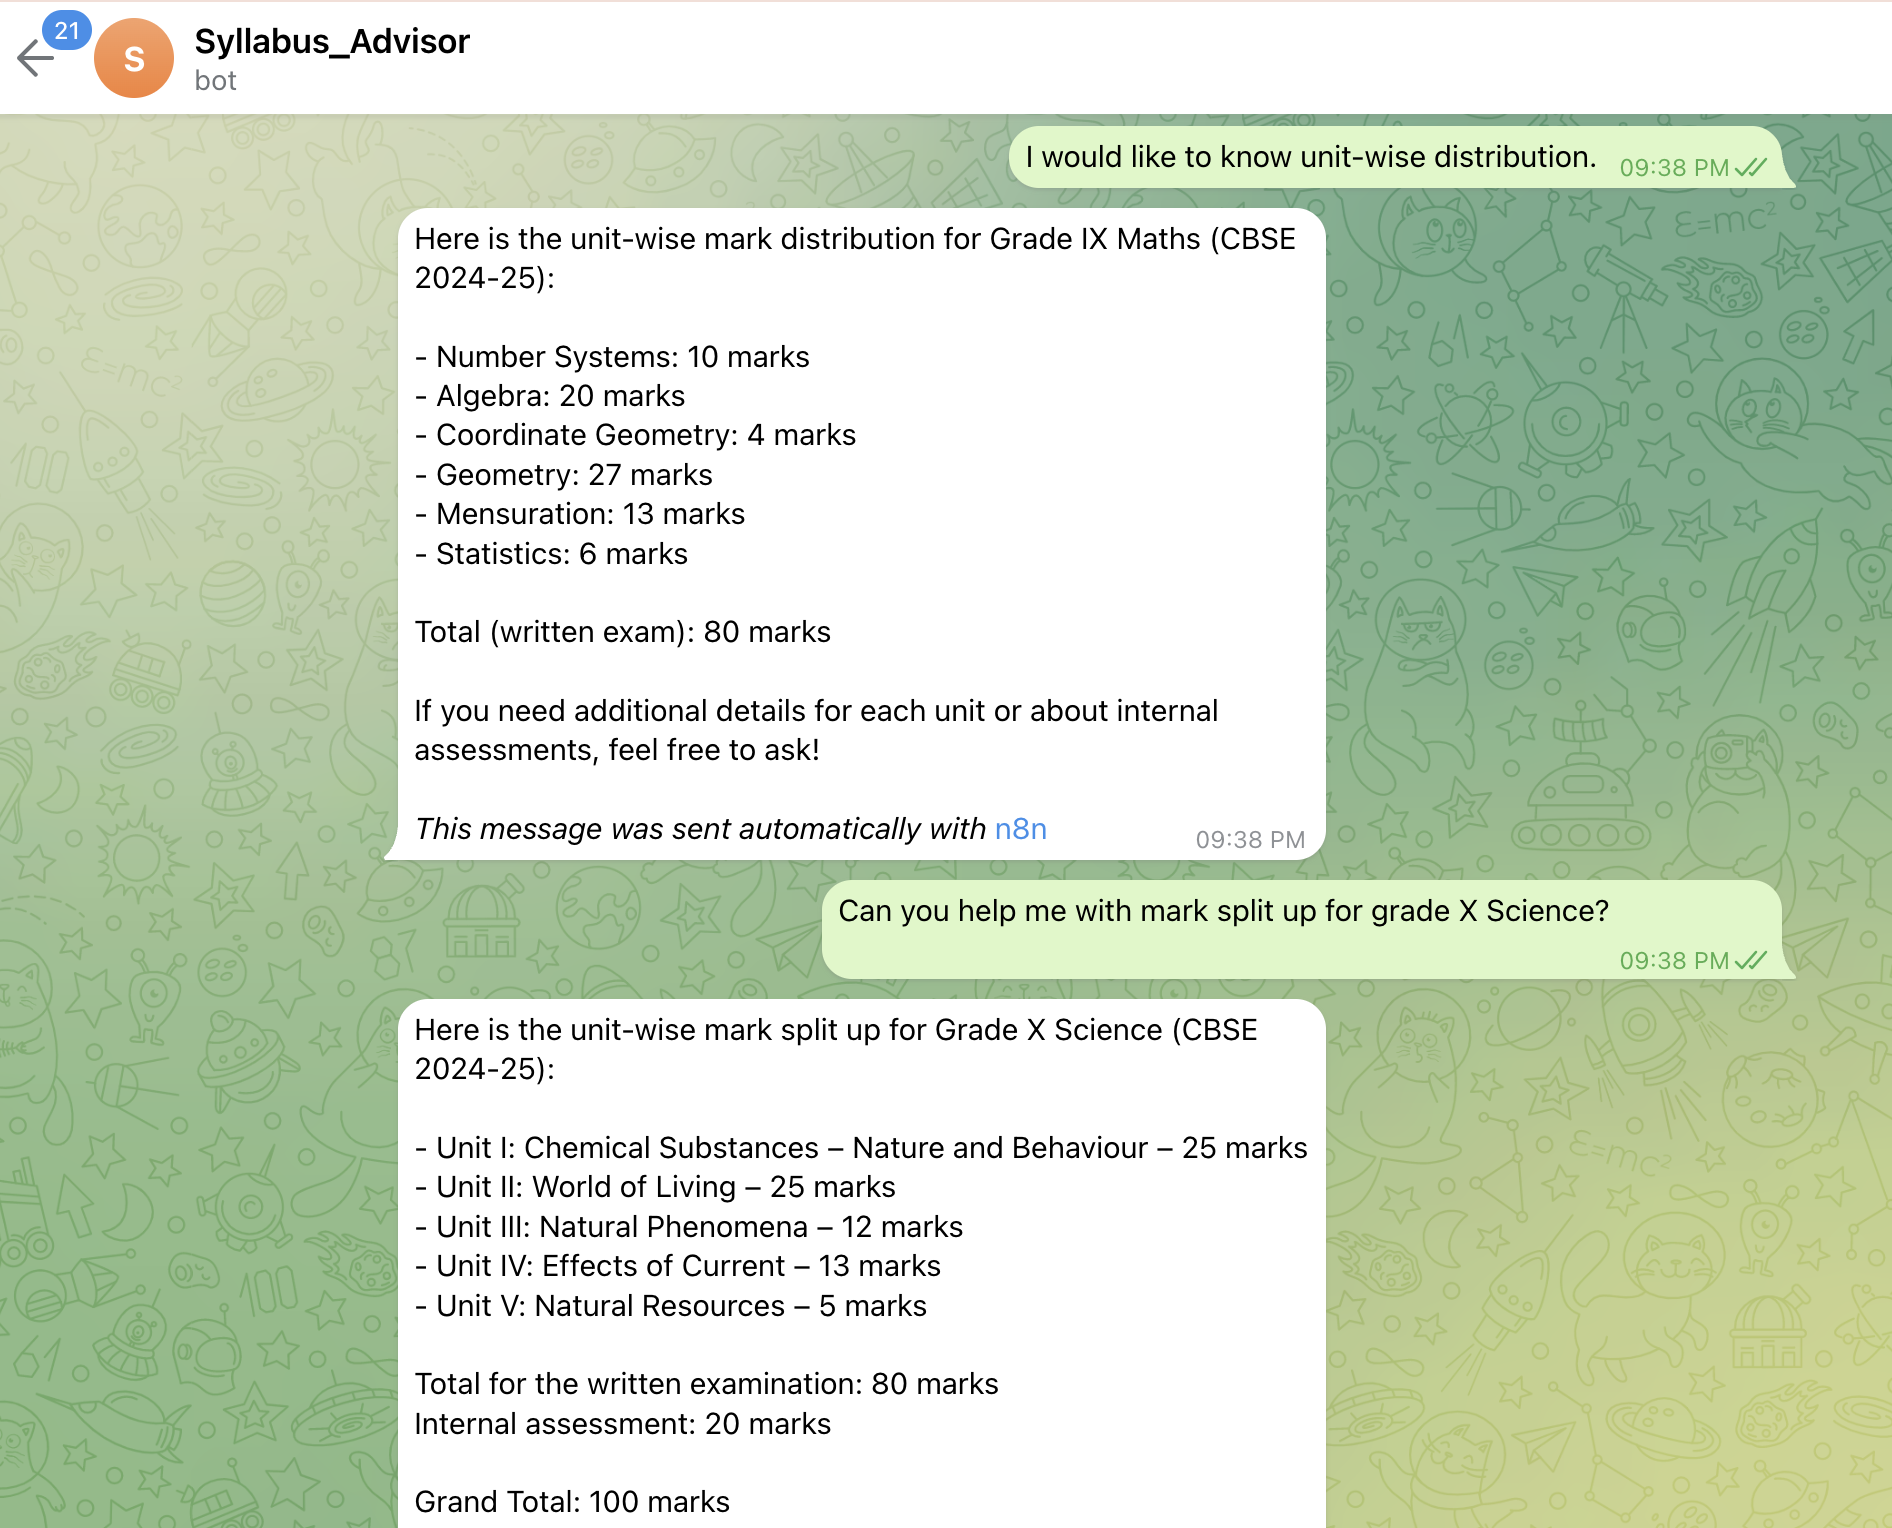 21
S
Syllabus_Advisor
bot
I would like to know unit-wise distribution. 09:38 PM
Here is the unit-wise mark distribution for Grade IX Maths (CBSE
2024-25):
- Number Systems: 10 marks
- Algebra: 20 marks
- Coordinate Geometry: 4 marks
- Geometry: 27 marks
- Mensuration: 13 marks
- Statistics: 6 marks
Total (written exam): 80 marks
If you need additional details for each unit or about internal
assessments, feel free to ask!
This message was sent automatically with n8n 09:38 PM
Can you help me with mark split up for grade X Science?
09:38 PM
Here is the unit-wise mark split up for Grade X Science (CBSE
2024-25):
- Unit I: Chemical Substances – Nature and Behaviour – 25 marks
- Unit II: World of Living – 25 marks
- Unit III: Natural Phenomena – 12 marks
- Unit IV: Effects of Current – 13 marks
- Unit V: Natural Resources – 5 marks
Total for the written examination: 80 marks
Internal assessment: 20 marks
Grand Total: 100 marks